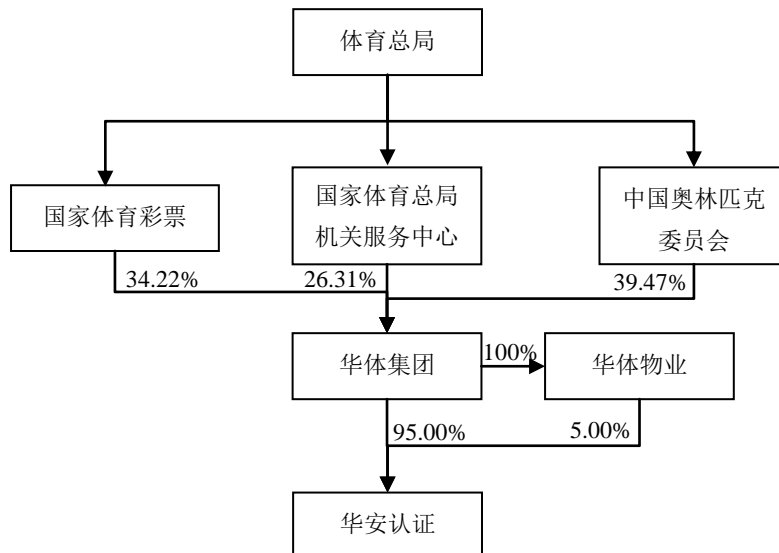 体育总局
国家体育彩票
国家体育总局
机关服务中心
中国奥林匹克
委员会
34.22%
26.31%
39.47%
华体集团
100%
华体物业
95.00%
5.00%
华安认证